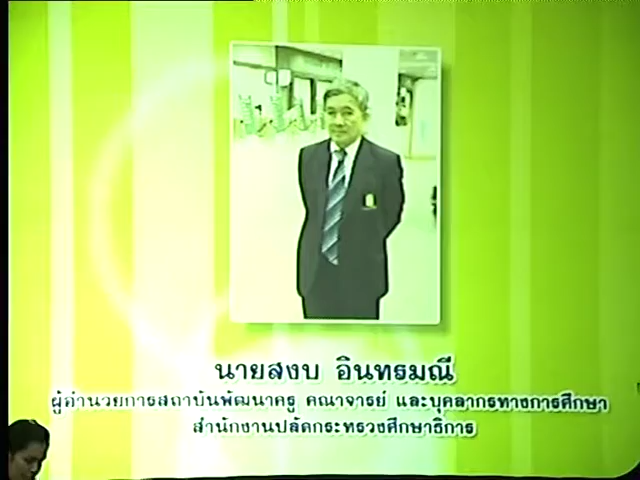 นายสงบ อินทรมณี
ผู้อำนวยการสถาบันพัฒนาครู คณาจารย์ และบุคลากรทางการศึกษา
สำนักงานปลัดกระทรวงศึกษาธิการ